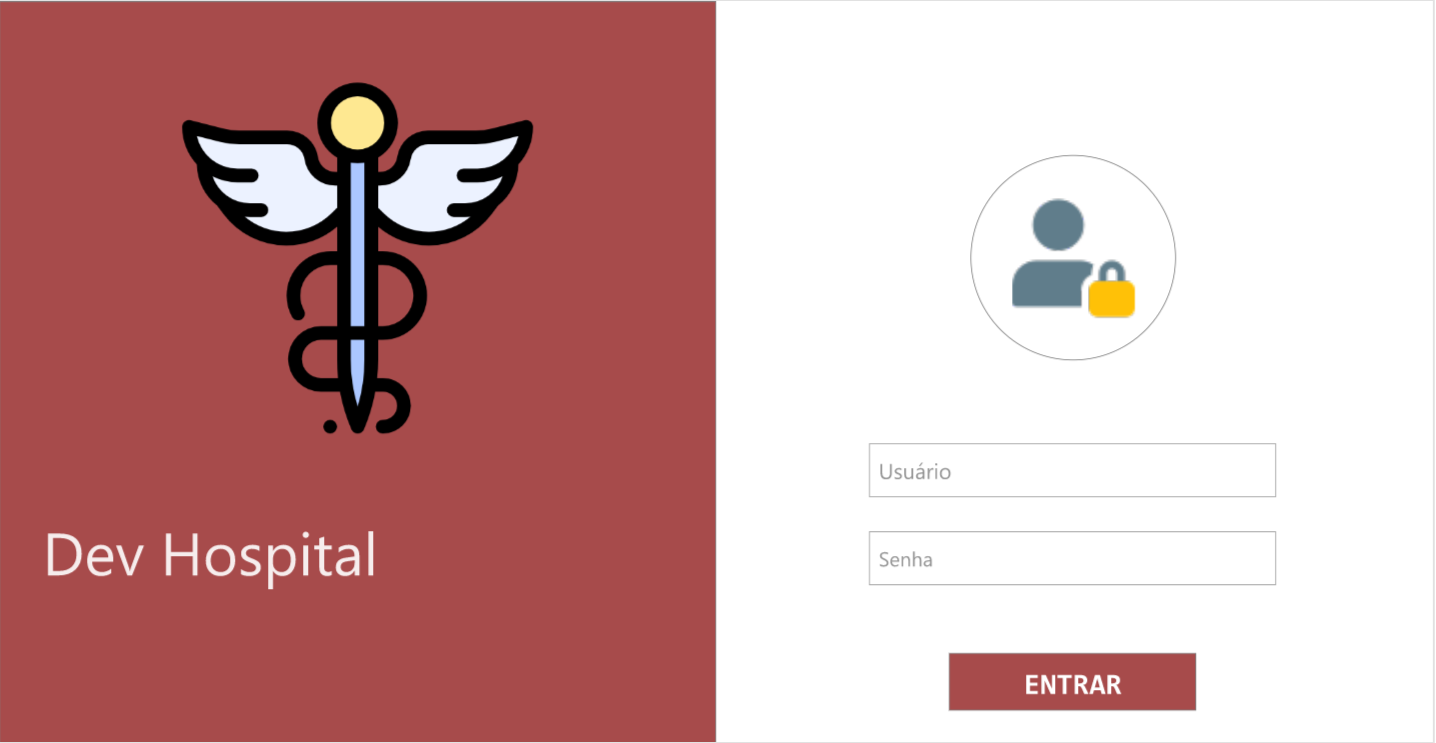 Dev Hospital
Usuário
Senha
ENTRAR